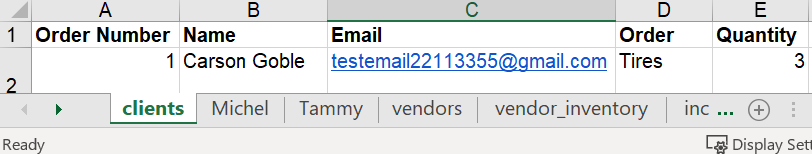 A B C D E
1 Order Number Name Email Order Quantity
1 Carson Goble testemail22113355@gmail.com Tires 3
2
clients Michel Tammy vendors vendor_inventory inc ...
Ready Display Set